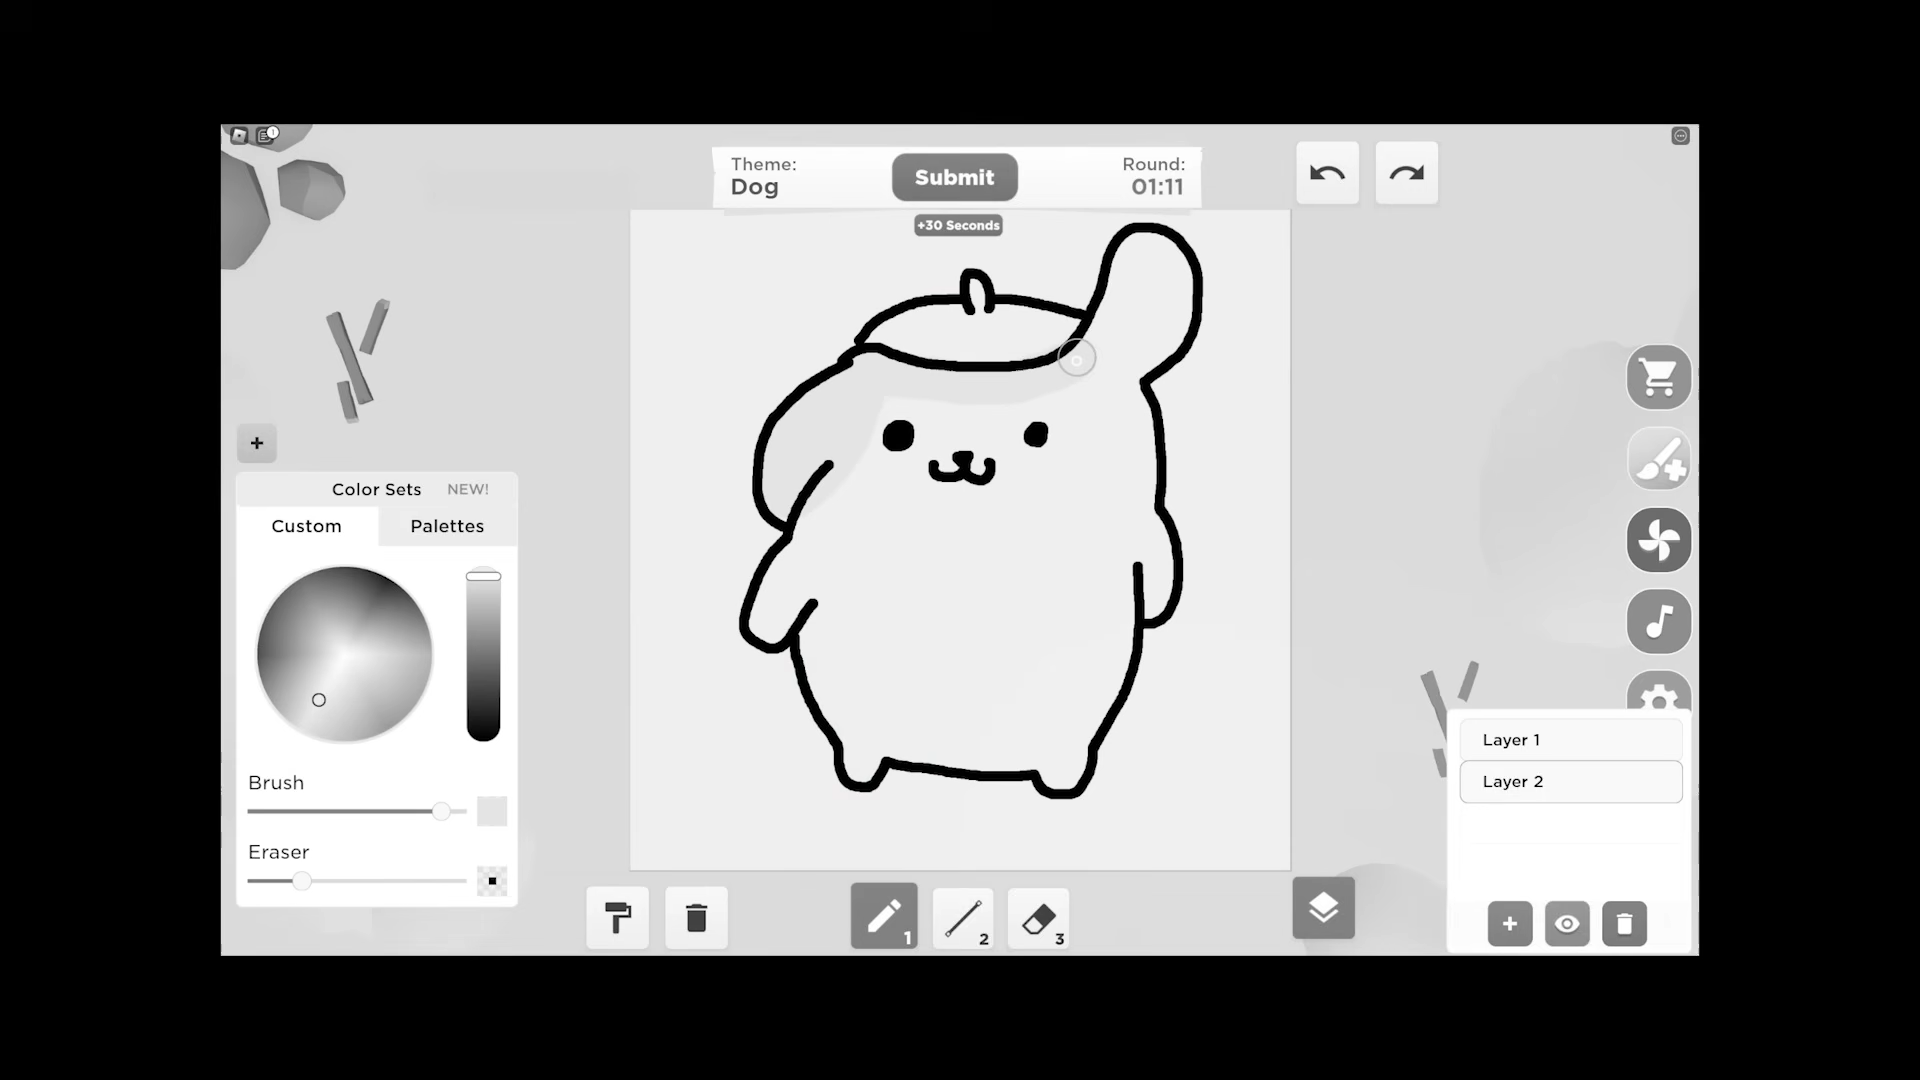 1
Theme:
Dog
Submit
Round:
01:11
+30 Seconds
+
Color Sets NEW!
Custom Palettes
Brush
Eraser
Layer 1
Layer 2
1
2
3
+